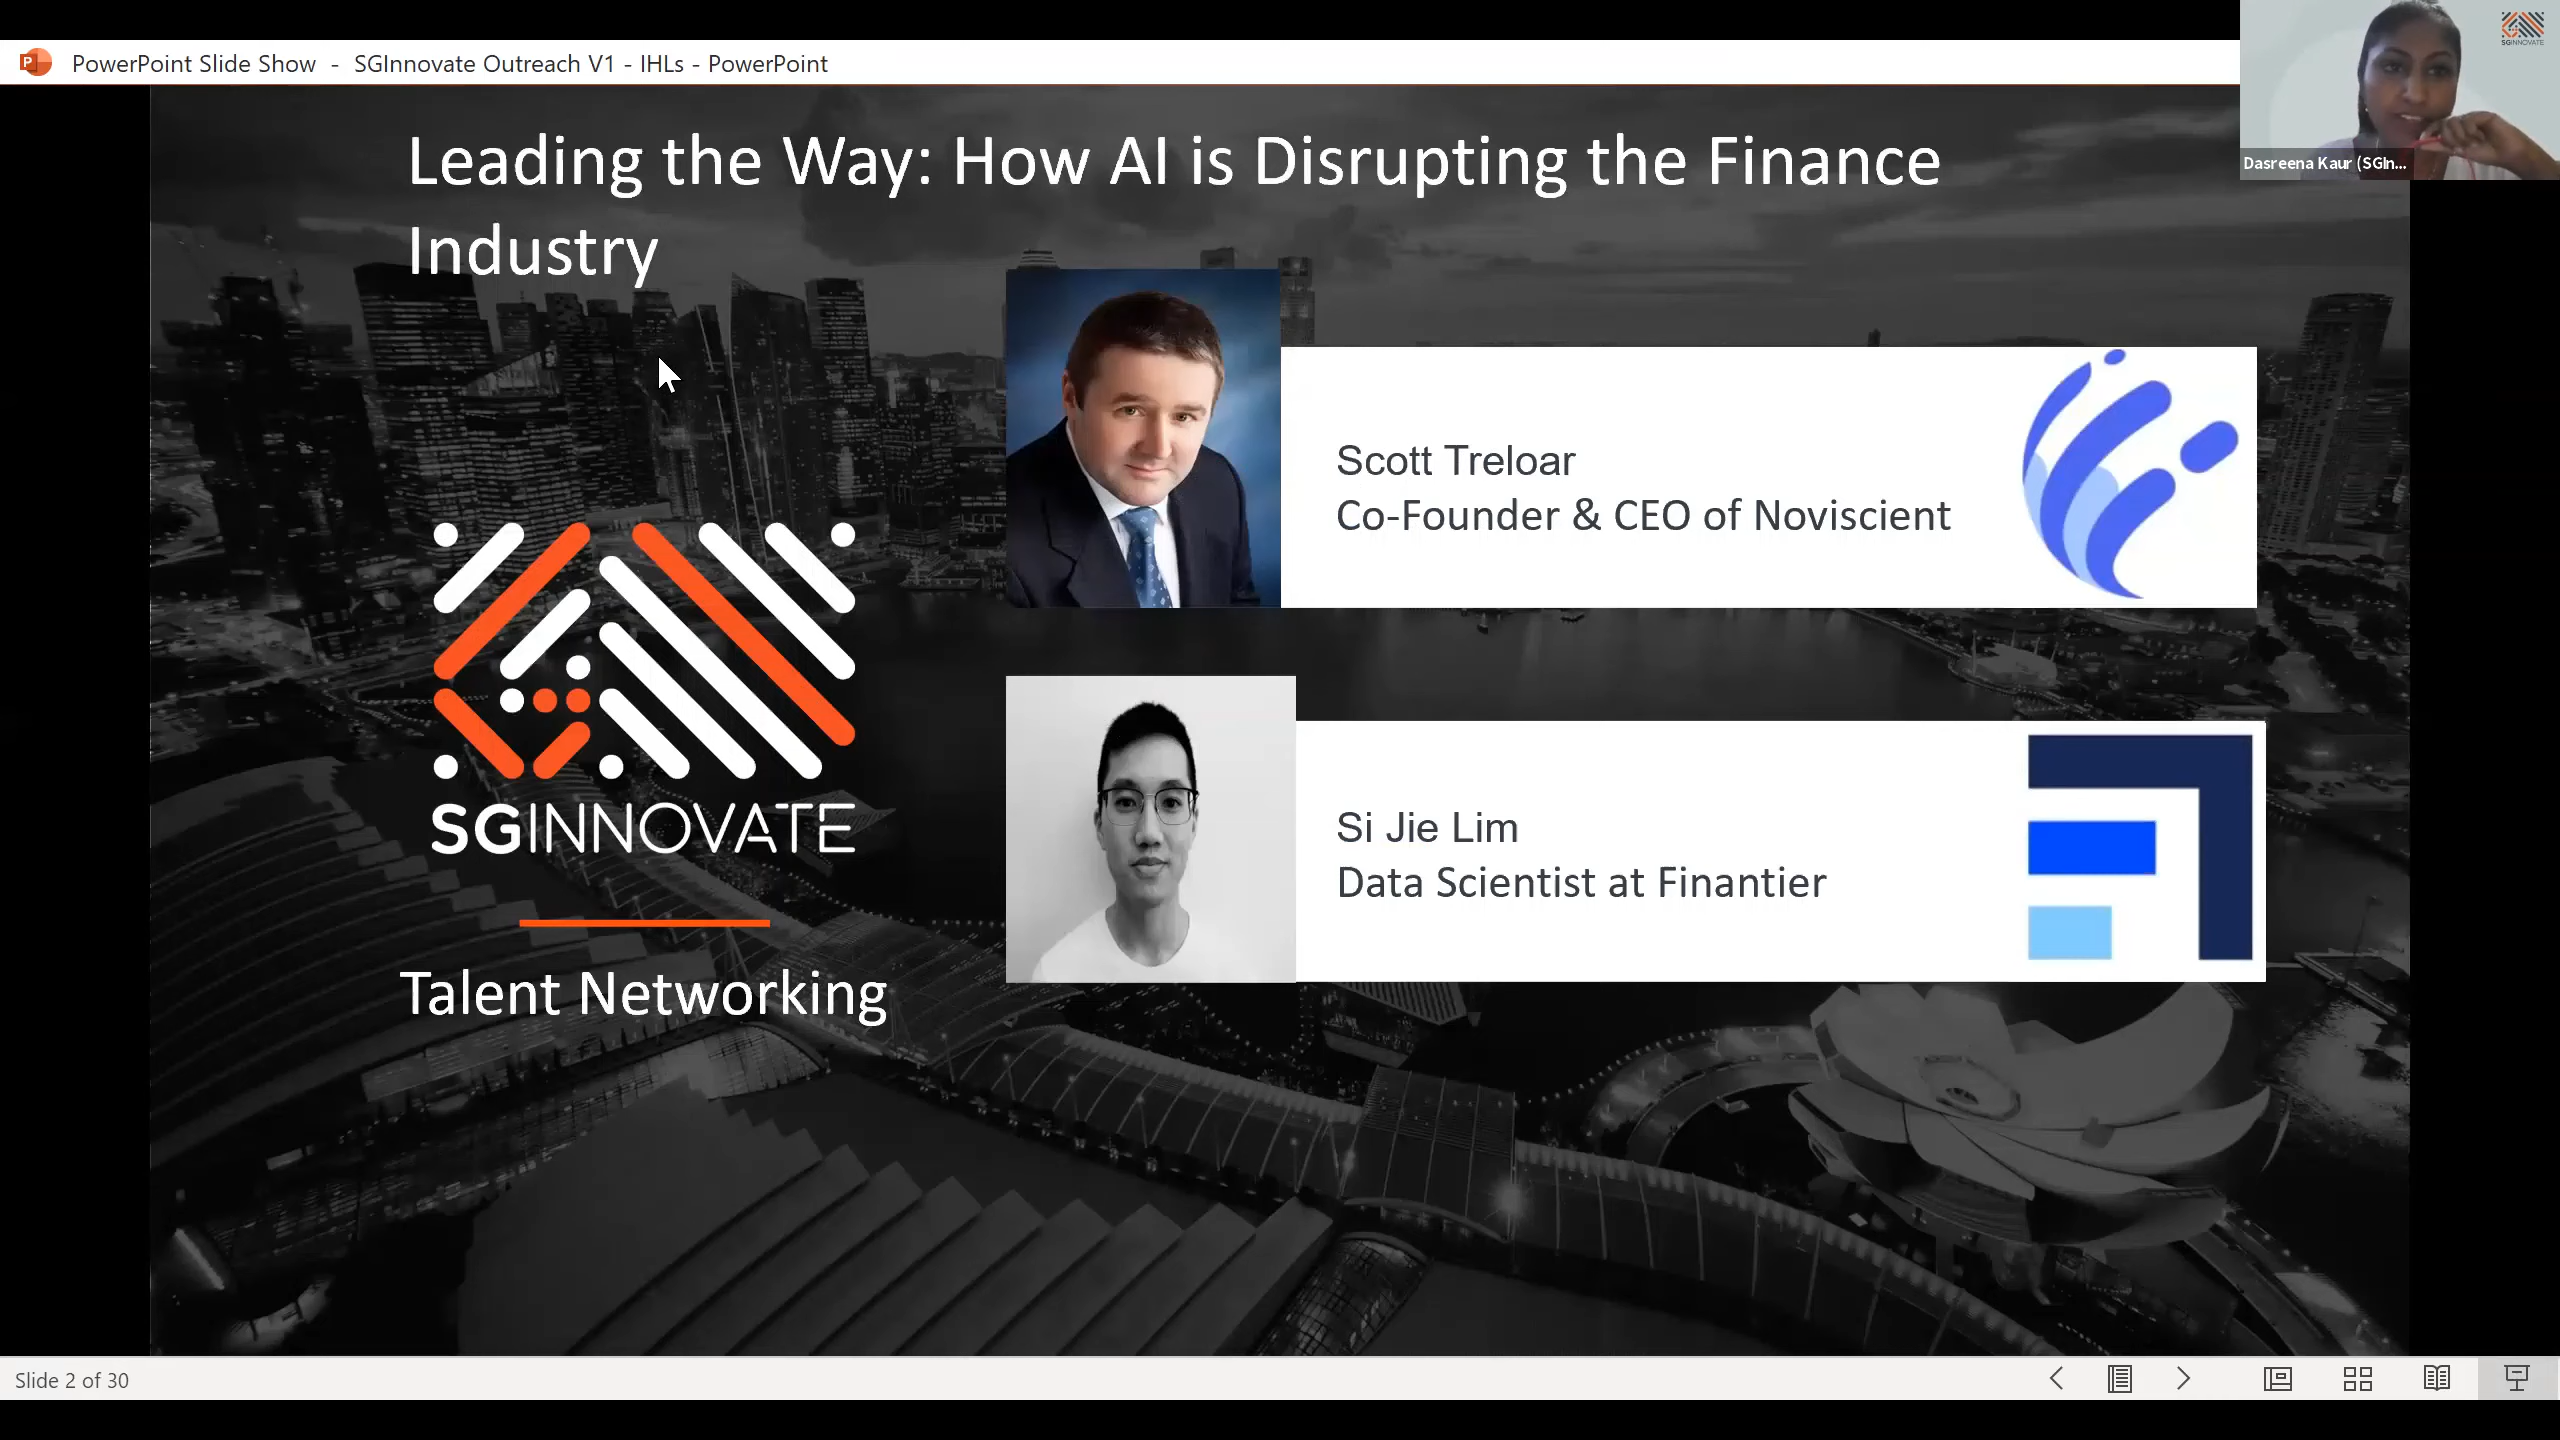 PowerPoint Slide Show - SGInnovate Outreach V1 - IHLs - PowerPoint
SGINNOVATE
Dasreena Kaur (SGIn...
Leading the Way: How AI is Disrupting the Finance
Industry
Scott Treloar
Co-Founder & CEO of Noviscient
SGINNOVATE
Si Jie Lim
Data Scientist at Finantier
Talent Networking
Slide 2 of 30